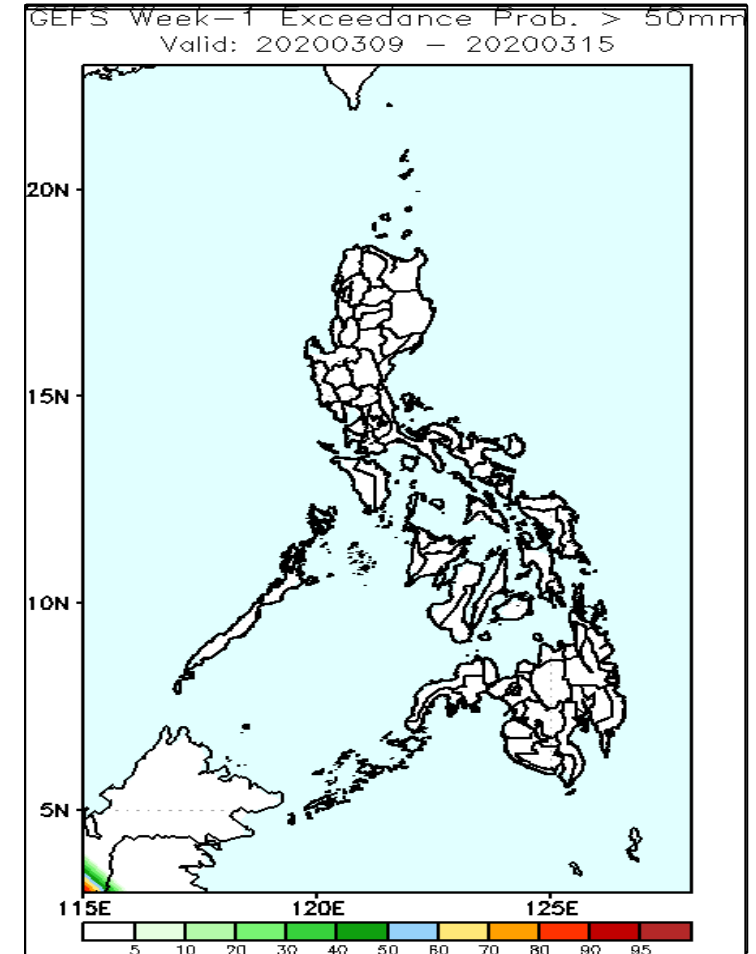 GEFS Week-1 Exceedance Prob. > 50mm
Valid: 20200309 - 20200315
20N
15N
10N
5N
115E 120E 125E
5 10 20 30 40 50 60 70 80 90 95